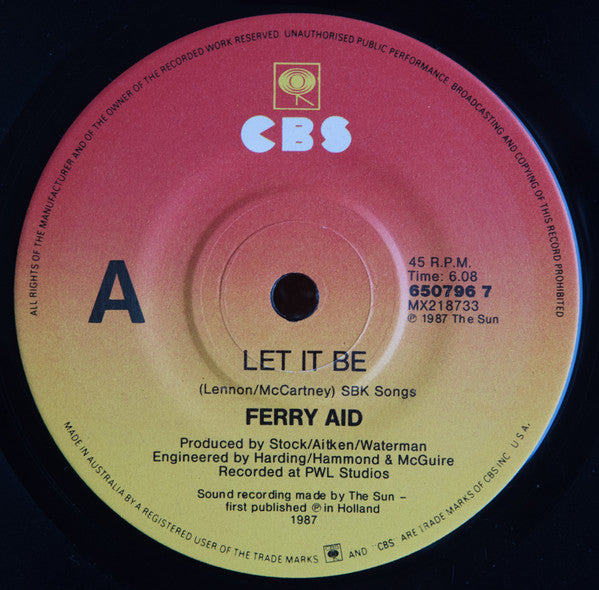 ALL RIGHTS OF THE MANUFACTURER AND OF THE OWNER OF THE RECORDED WORK RESERVED. UNAUTHORISED PUBLIC PERFORMANCE, BROADCASTING AND COPYING OF THIS RECORD PROHIBITED
CBS
A
45 R.P.M.
Time: 6.08
650796 7
MX218733
℗ 1987 The Sun
LET IT BE
(Lennon/McCartney) SBK Songs
FERRY AID
Produced by Stock/Aitken/Waterman
Engineered by Harding/Hammond & McGuire
Recorded at PWL Studios
Sound recording made by The Sun –
first published ℗ in Holland
1987
MADE IN AUSTRALIA BY A REGISTERED USER OF THE TRADE MARKS AND "CBS" ARE TRADE MARKS OF CBS INC U.S.A.